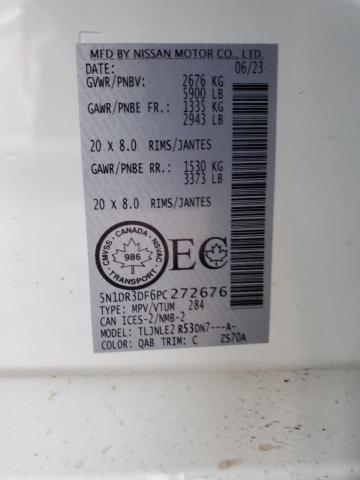 MFD BY NISSAN MOTOR CO., LTD.
DATE: 06/23
GVWR/PNBV: 2676 KG
5900 LB
GAWR/PNBE FR.: 1335 KG
2943 LB
20 X 8.0 RIMS/JANTES
GAWR/PNBE RR.: 1530 KG
3373 LB
20 X 8.0 RIMS/JANTES
CMVSS - CANADA - NSVAC
986
EC
5N1DR3DF6PC272676
TYPE: MPV/VTUM 284
CAN ICES-2/NMB-2
MODEL: TLJNLE2 R53DN7---A-
COLOR: QAB TRIM: C ZS70A